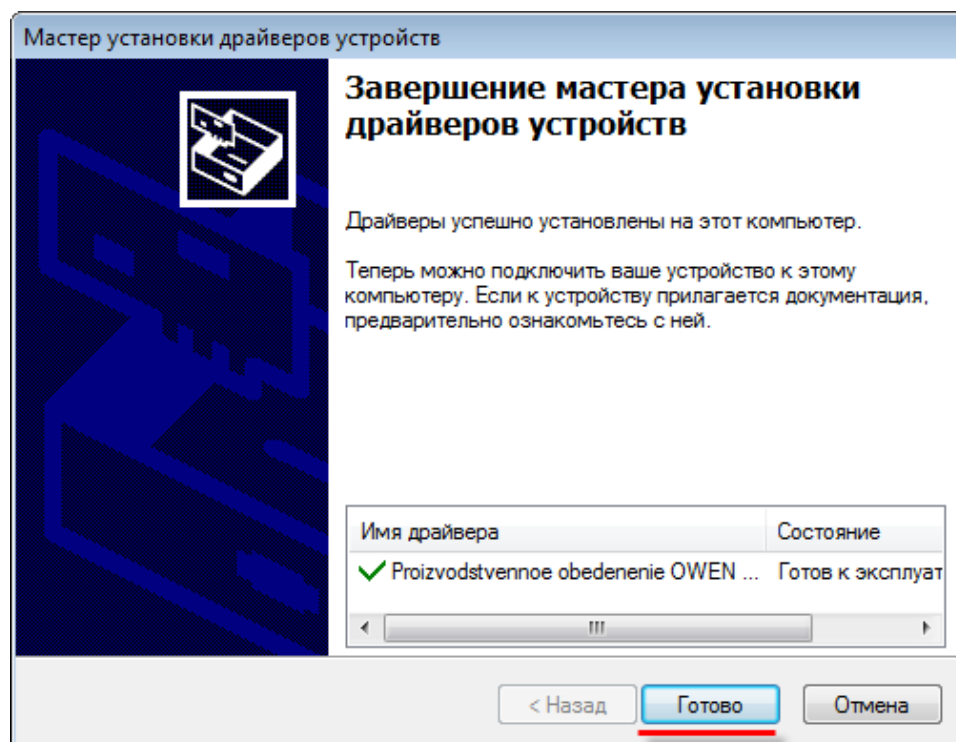 Мастер установки драйверов устройств
Завершение мастера установки
драйверов устройств
Драйверы успешно установлены на этот компьютер.
Теперь можно подключить ваше устройство к этому
компьютеру. Если к устройству прилагается документация,
предварительно ознакомьтесь с ней.
Имя драйвера Состояние
Proizvodstvennoe obedenenie OWEN ... Готов к эксплуат
< Назад Готово Отмена